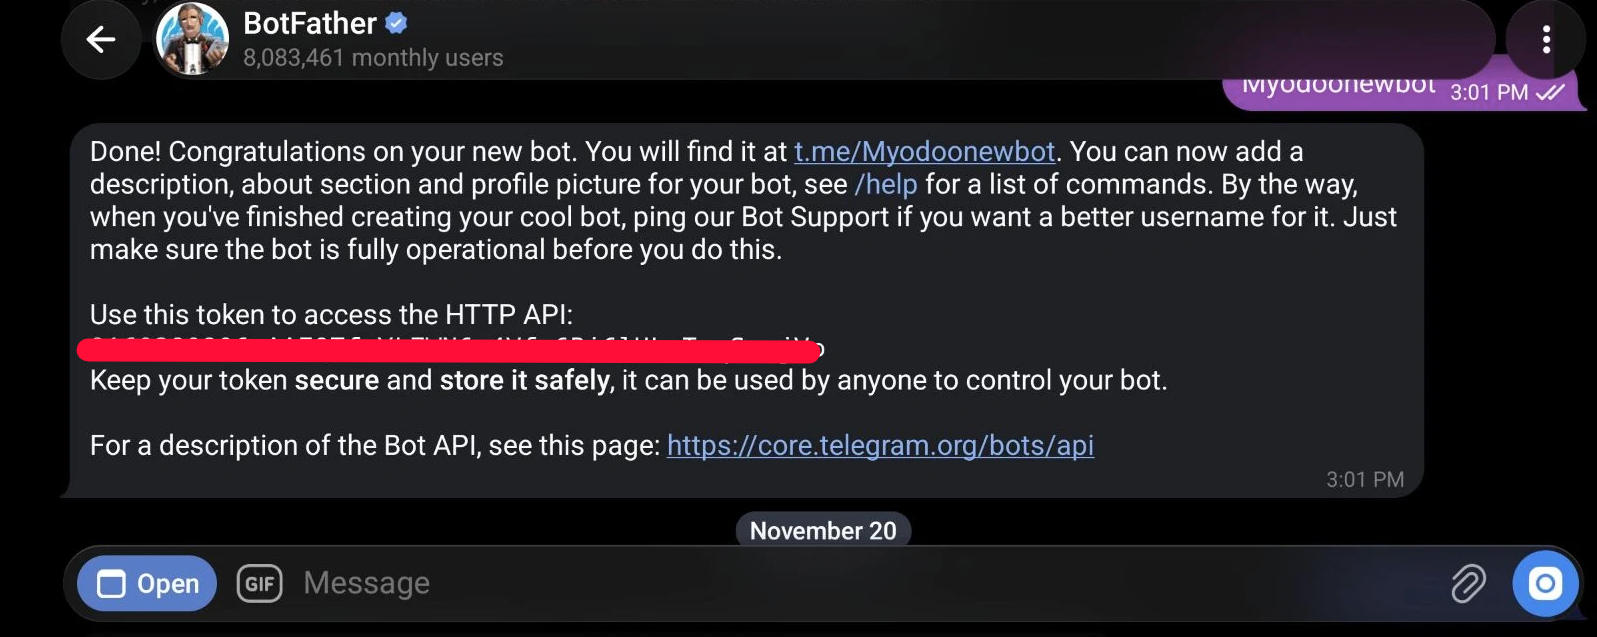 BotFather
8,083,461 monthly users
Myodoonewbot 3:01 PM
Done! Congratulations on your new bot. You will find it at t.me/Myodoonewbot. You can now add a
description, about section and profile picture for your bot, see /help for a list of commands. By the way,
when you've finished creating your cool bot, ping our Bot Support if you want a better username for it. Just
make sure the bot is fully operational before you do this.
Use this token to access the HTTP API:
Keep your token secure and store it safely, it can be used by anyone to control your bot.
For a description of the Bot API, see this page: https://core.telegram.org/bots/api
3:01 PM
November 20
Open GIF Message